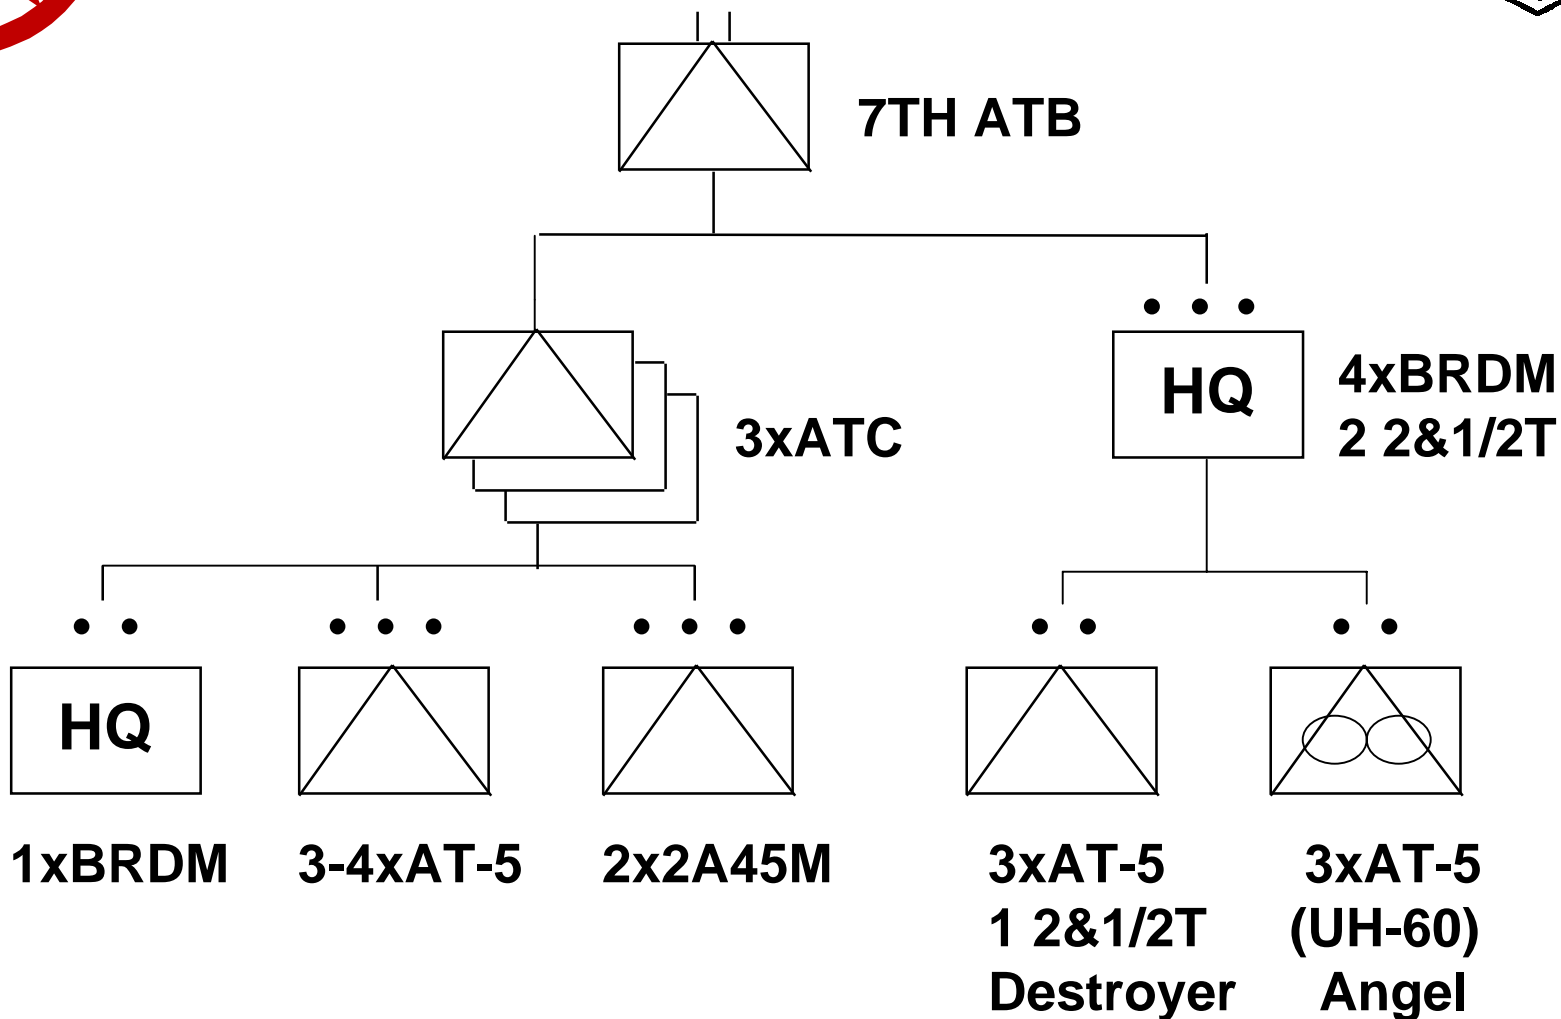 7TH ATB
3xATC
HQ
4xBRDM
2 2&1/2T
HQ
1xBRDM
3-4xAT-5
2x2A45M
3xAT-5
1 2&1/2T
Destroyer
3xAT-5
(UH-60)
Angel